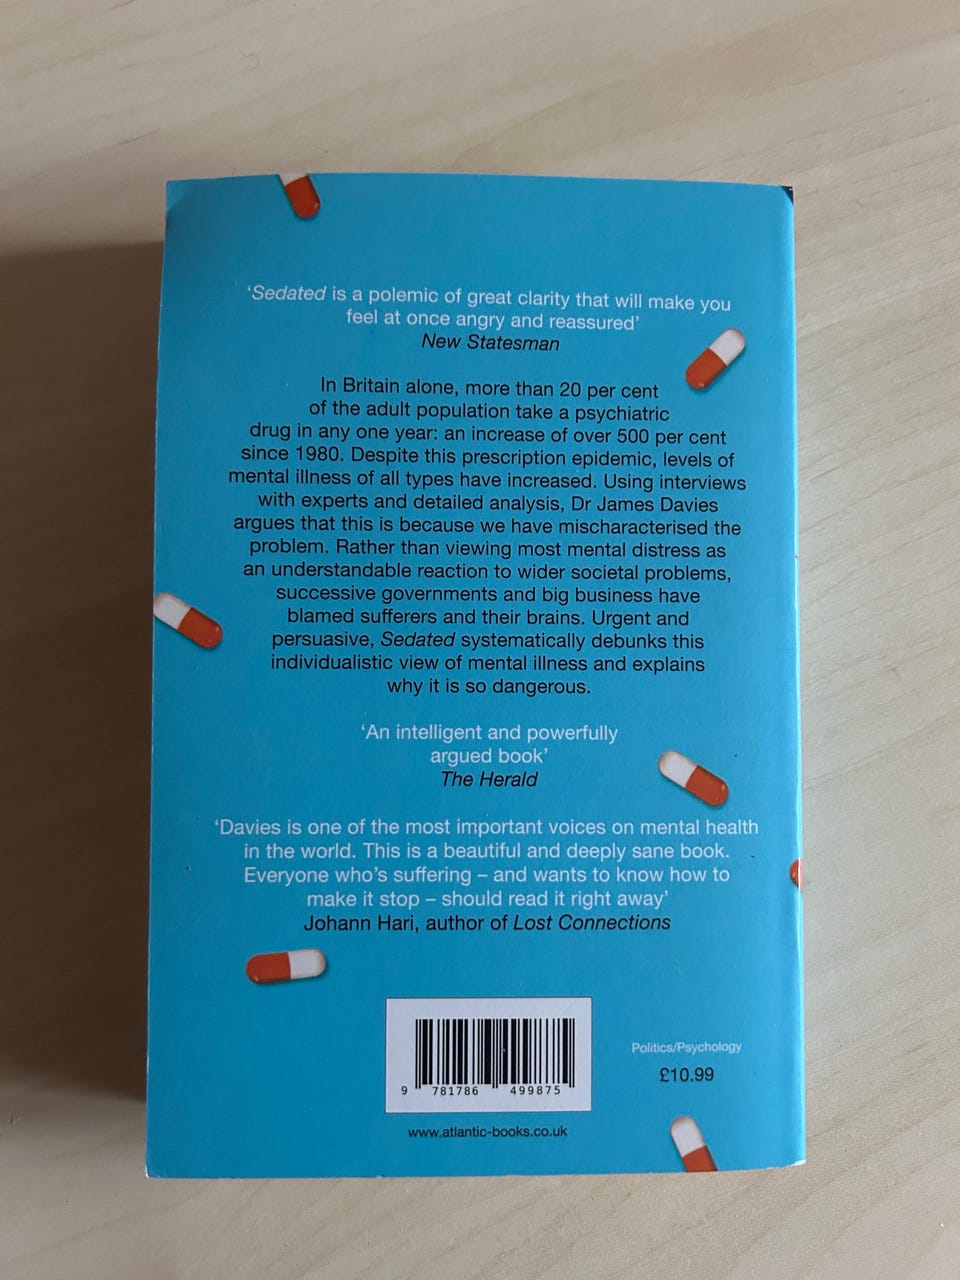 ‘Sedated is a polemic of great clarity that will make you
feel at once angry and reassured’
New Statesman
In Britain alone, more than 20 per cent
of the adult population take a psychiatric
drug in any one year: an increase of over 500 per cent
since 1980. Despite this prescription epidemic, levels of
mental illness of all types have increased. Using interviews
with experts and detailed analysis, Dr James Davies
argues that this is because we have mischaracterised the
problem. Rather than viewing most mental distress as
an understandable reaction to wider societal problems,
successive governments and big business have
blamed sufferers and their brains. Urgent and
persuasive, Sedated systematically debunks this
individualistic view of mental illness and explains
why it is so dangerous.
‘An intelligent and powerfully
argued book’
The Herald
‘Davies is one of the most important voices on mental health
in the world. This is a beautiful and deeply sane book.
Everyone who’s suffering – and wants to know how to
make it stop – should read it right away’
Johann Hari, author of Lost Connections
9 781786 499875
Politics/Psychology
£10.99
www.atlantic-books.co.uk